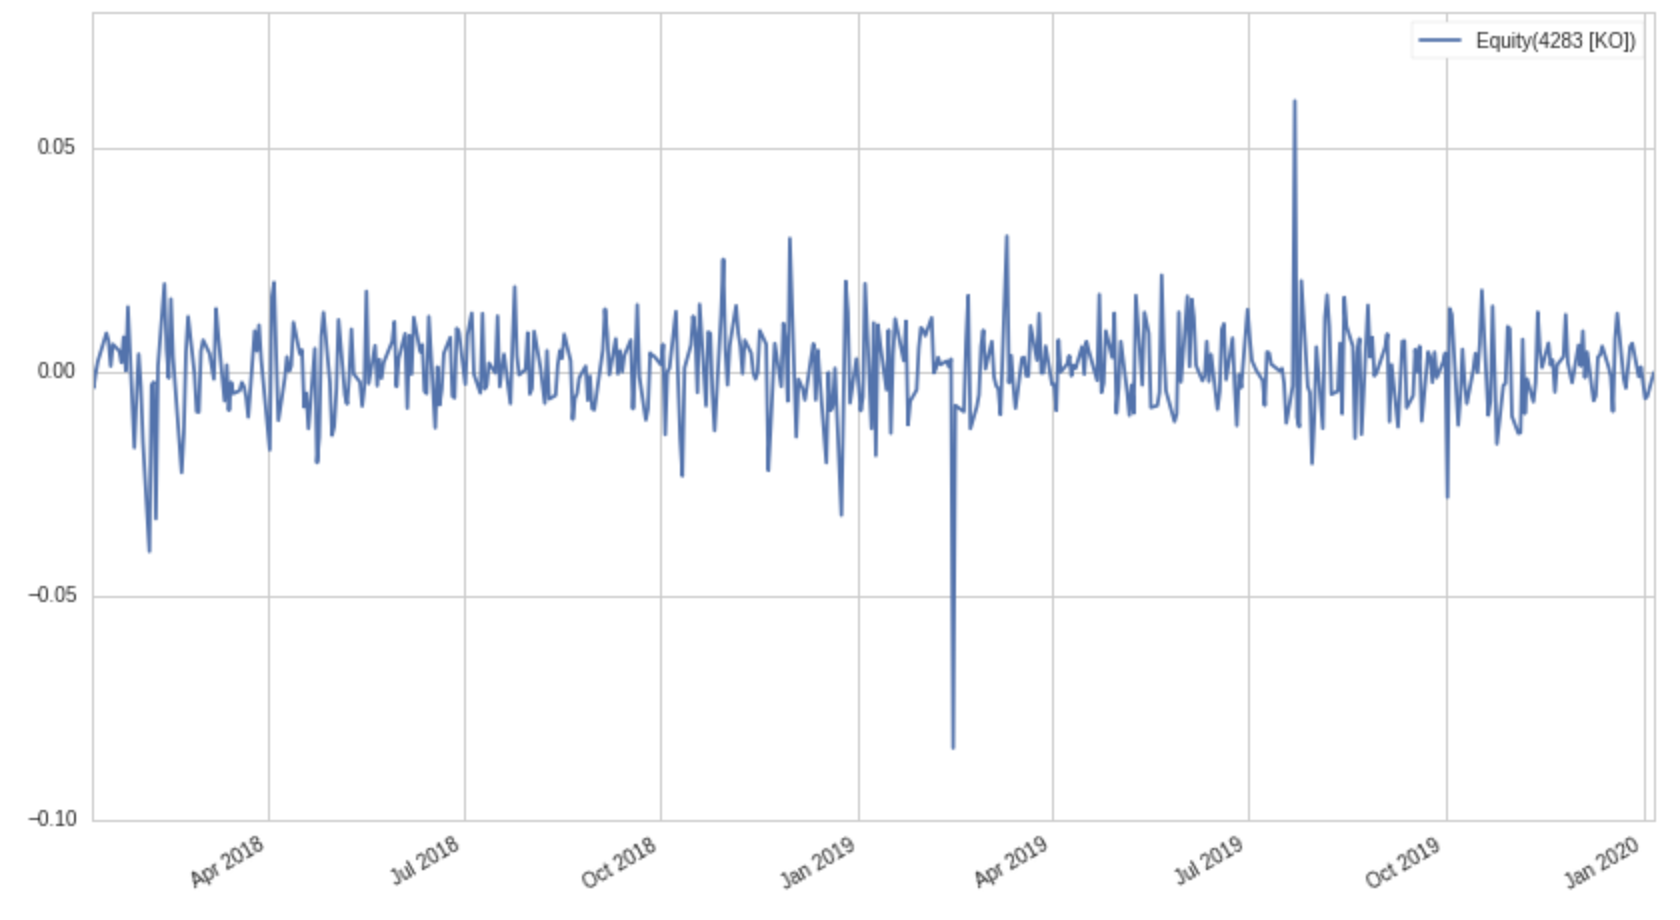 Equity(4283 [KO])
0.05
0.00
−0.05
−0.10
Apr 2018
Jul 2018
Oct 2018
Jan 2019
Apr 2019
Jul 2019
Oct 2019
Jan 2020